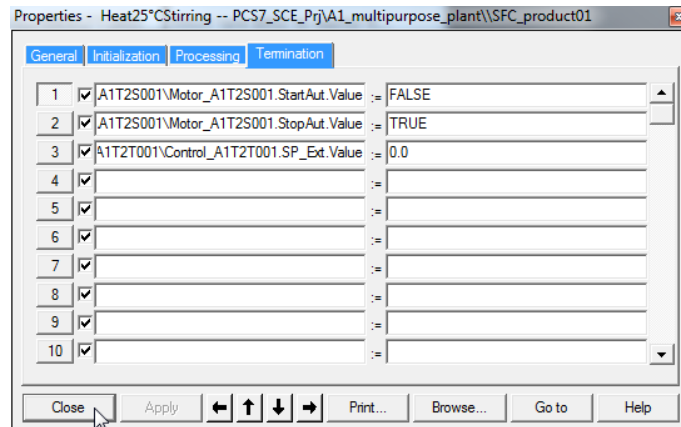 Properties - Heat25°CStirring -- PCS7_SCE_Prj\A1_multipurpose_plant\\SFC_product01
General Initialization Processing Termination
1 .A1T2S001\Motor_A1T2S001.StartAut.Value := FALSE
2 .A1T2S001\Motor_A1T2S001.StopAut.Value := TRUE
3 A1T2T001\Control_A1T2T001.SP_Ext.Value := 0.0
4 :=
5 :=
6 :=
7 :=
8 :=
9 :=
10 :=
Close Apply Print... Browse... Go to Help